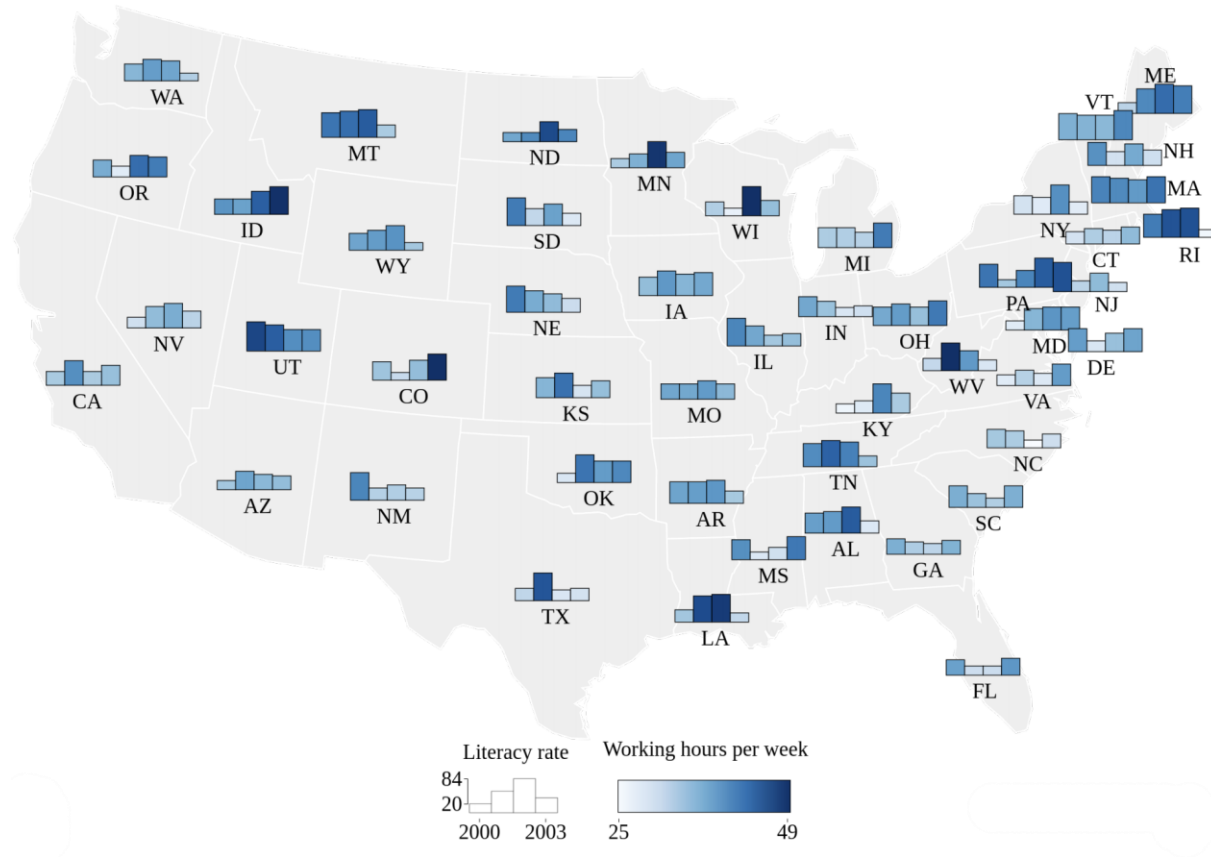 ME
VT
WA
MT
ND
NH
MN
OR
MA
ID
SD
WI
NY
WY
MI
CT
RI
IA
PA
NJ
NE
IN
NV
OH
MD
UT
IL
DE
CO
WV
CA
KS
MO
VA
KY
NC
TN
OK
AZ
NM
AR
SC
AL
GA
MS
TX
LA
FL
Literacy rate
84
20
2000 2003
Working hours per week
25 49